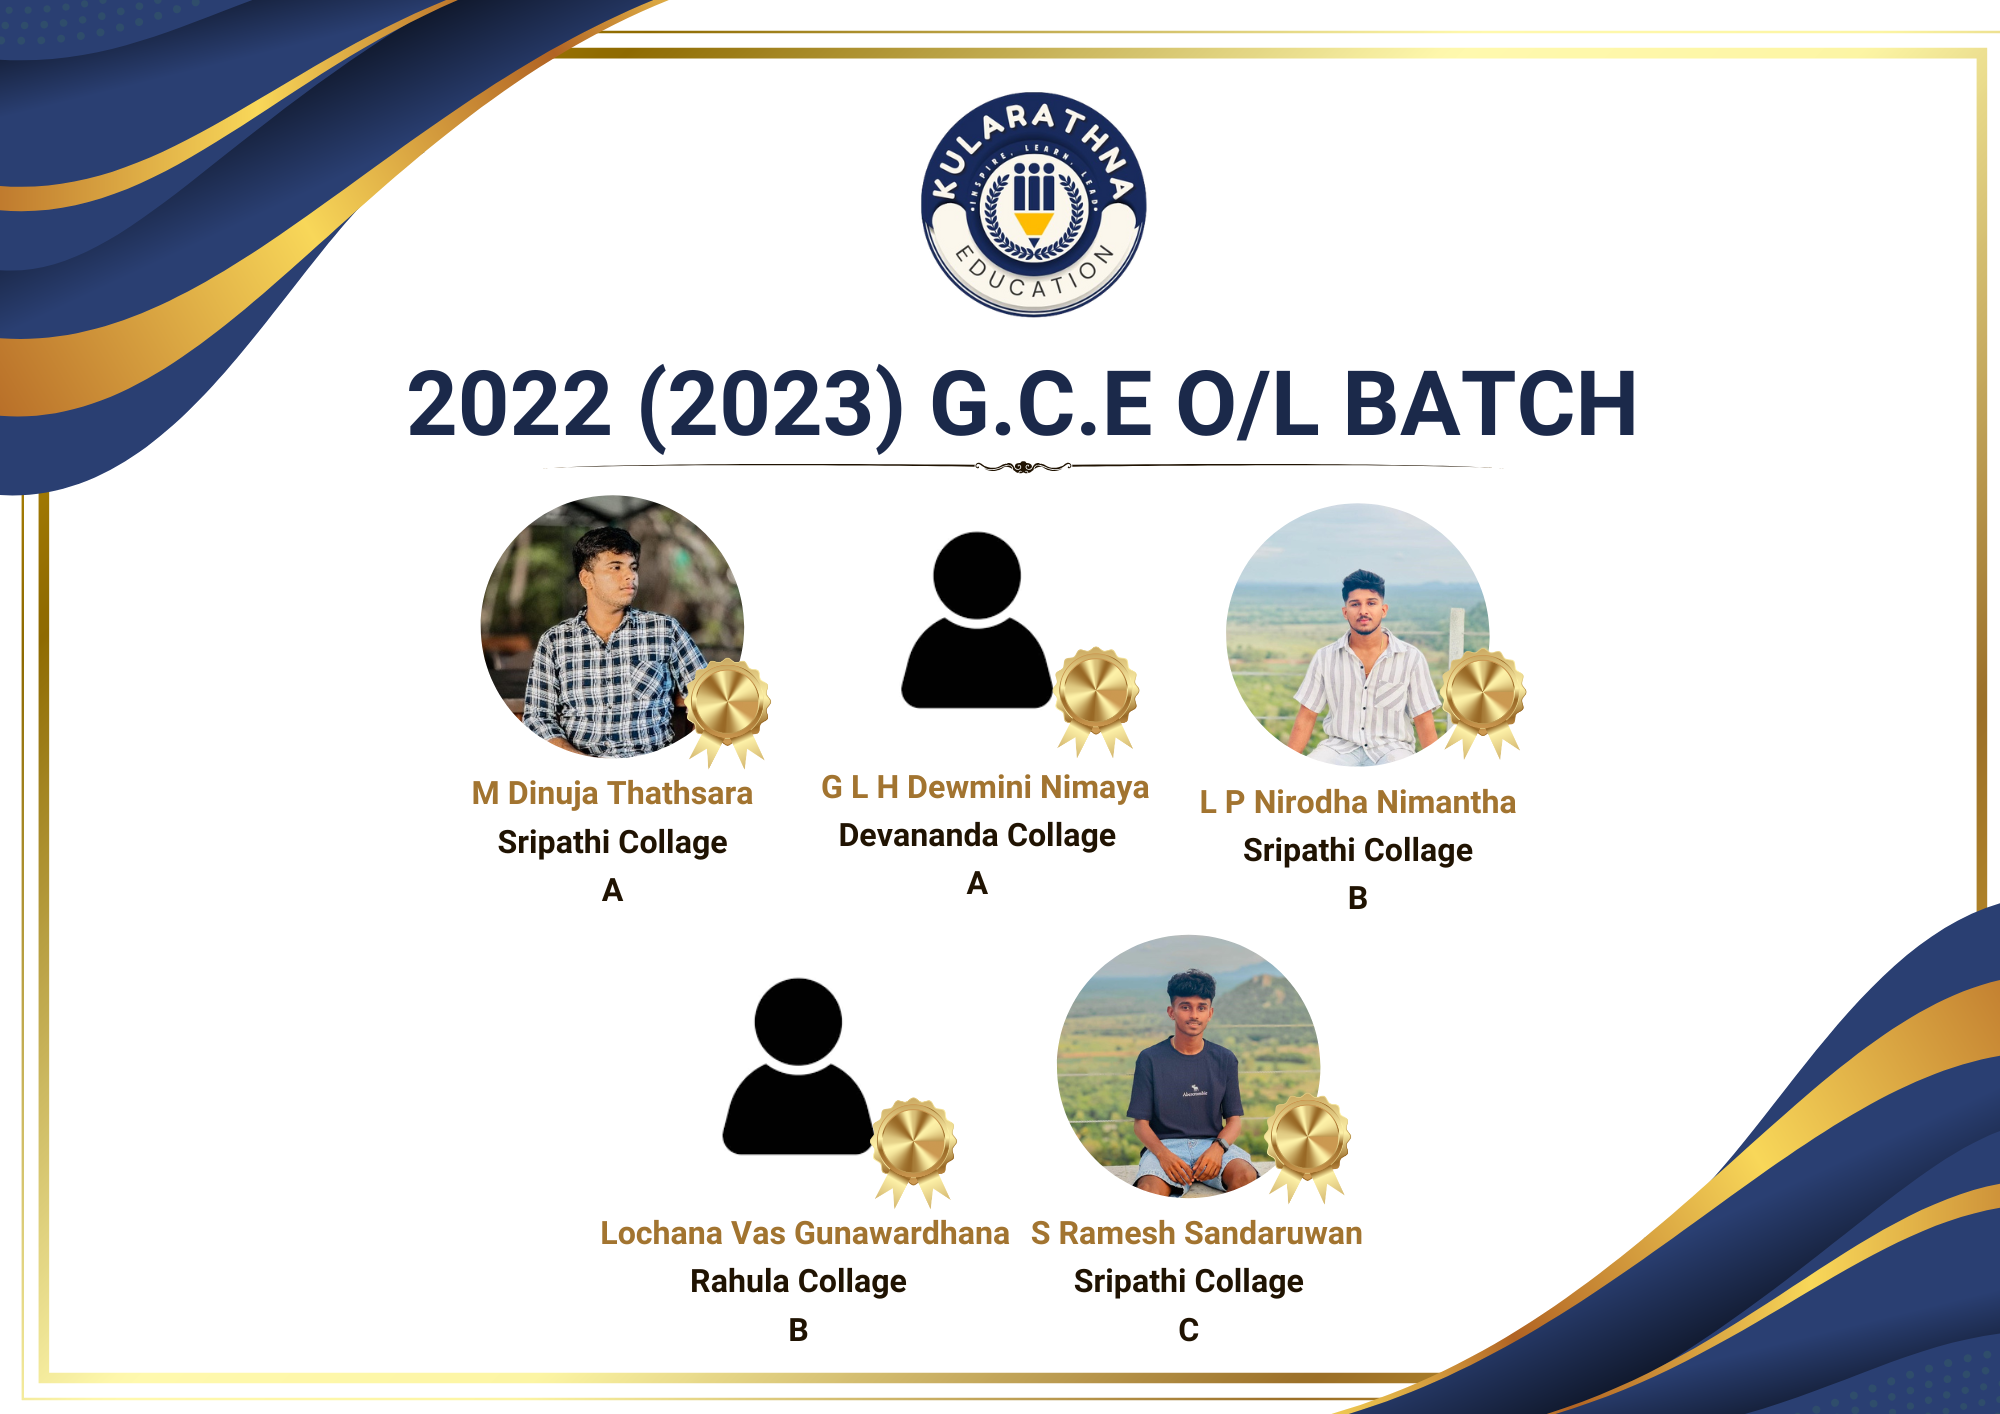 KULARATHNA
INSPIRE. LEARN. LEAD
EDUCATION
2022 (2023) G.C.E O/L BATCH
M Dinuja Thathsara
Sripathi Collage
A
G L H Dewmini Nimaya
Devananda Collage
A
L P Nirodha Nimantha
Sripathi Collage
B
Lochana Vas Gunawardhana
Rahula Collage
B
S Ramesh Sandaruwan
Sripathi Collage
C